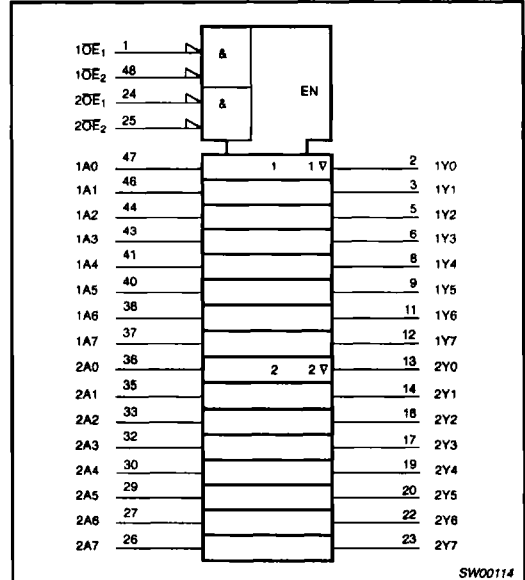 1OE1 1
1OE2 48
2OE1 24
2OE2 25
&
&
EN
1A0 47 1 1 ▽ 2 1Y0
1A1 46 3 1Y1
1A2 44 5 1Y2
1A3 43 6 1Y3
1A4 41 8 1Y4
1A5 40 9 1Y5
1A6 38 11 1Y6
1A7 37 12 1Y7
2A0 36 2 2 ▽ 13 2Y0
2A1 35 14 2Y1
2A2 33 16 2Y2
2A3 32 17 2Y3
2A4 30 19 2Y4
2A5 29 20 2Y5
2A6 27 22 2Y6
2A7 26 23 2Y7
SW00114